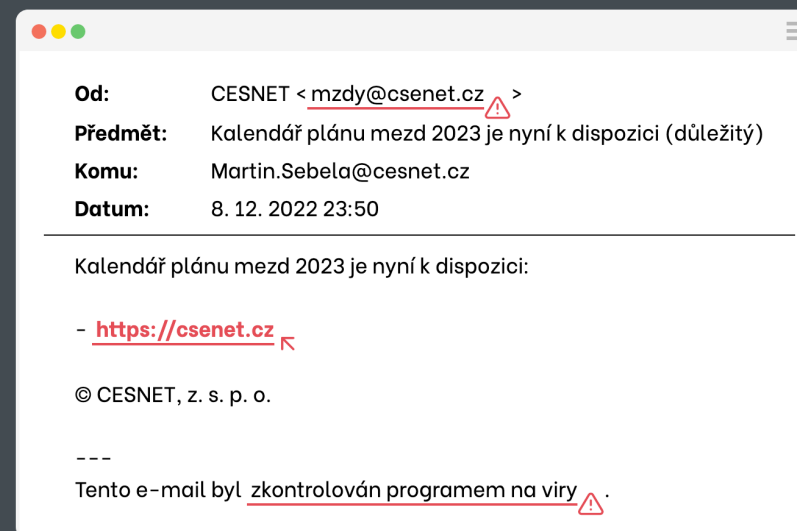 Od: CESNET < mzdy@csenet.cz >
Předmět: Kalendář plánu mezd 2023 je nyní k dispozici (důležitý)
Komu: Martin.Sebela@cesnet.cz
Datum: 8. 12. 2022 23:50
Kalendář plánu mezd 2023 je nyní k dispozici:
- https://csenet.cz
© CESNET, z. s. p. o.
---
Tento e-mail byl zkontrolován programem na viry .